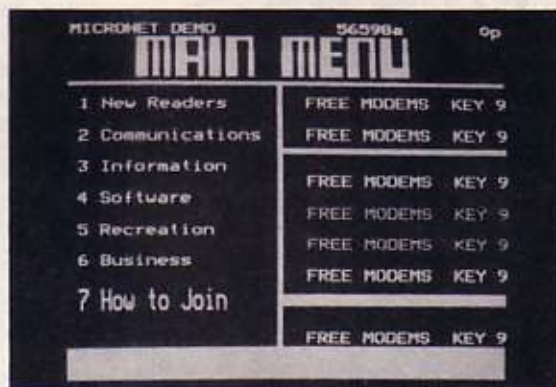 MICRONET DEMO 56598a 0p
MAIN MENU
1 New Readers
2 Communications
3 Information
4 Software
5 Recreation
6 Business
7 How to Join
FREE MODEMS KEY 9
FREE MODEMS KEY 9
FREE MODEMS KEY 9
FREE MODEMS KEY 9
FREE MODEMS KEY 9
FREE MODEMS KEY 9
FREE MODEMS KEY 9